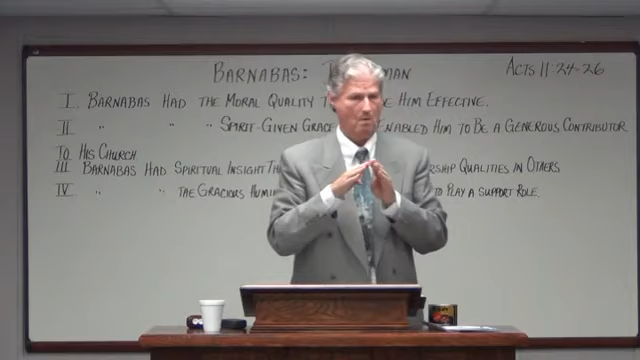 BARNABAS: MAN ACTS 11:24-26
I. BARNABAS HAD THE MORAL QUALITY HIM EFFECTIVE.
II " " " SPIRIT-GIVEN GRACE ENABLED HIM TO BE A GENEROUS CONTRIBUTOR
TO HIS CHURCH
III BARNABAS HAD SPIRITUAL INSIGHT QUALITIES IN OTHERS
IV " " THE GRACIOUS TO PLAY A SUPPORT ROLE